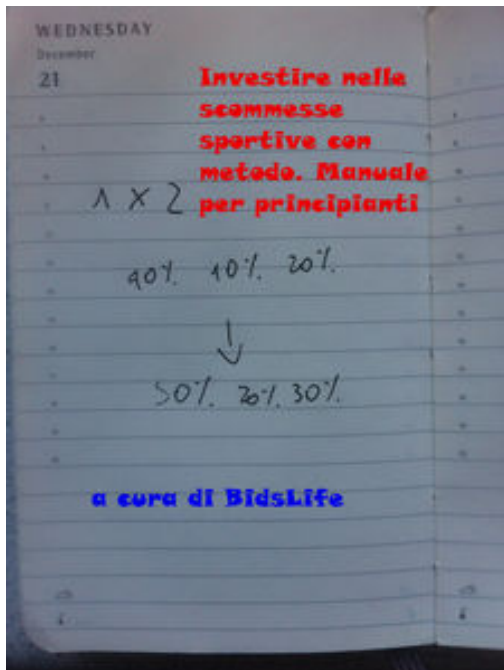 WEDNESDAY
December
21
Investire nelle
scommesse
sportive con
metodo. Manuale
per principianti
1 X 2
10% 20%
50% 20% 30%
a cura di BidsLife